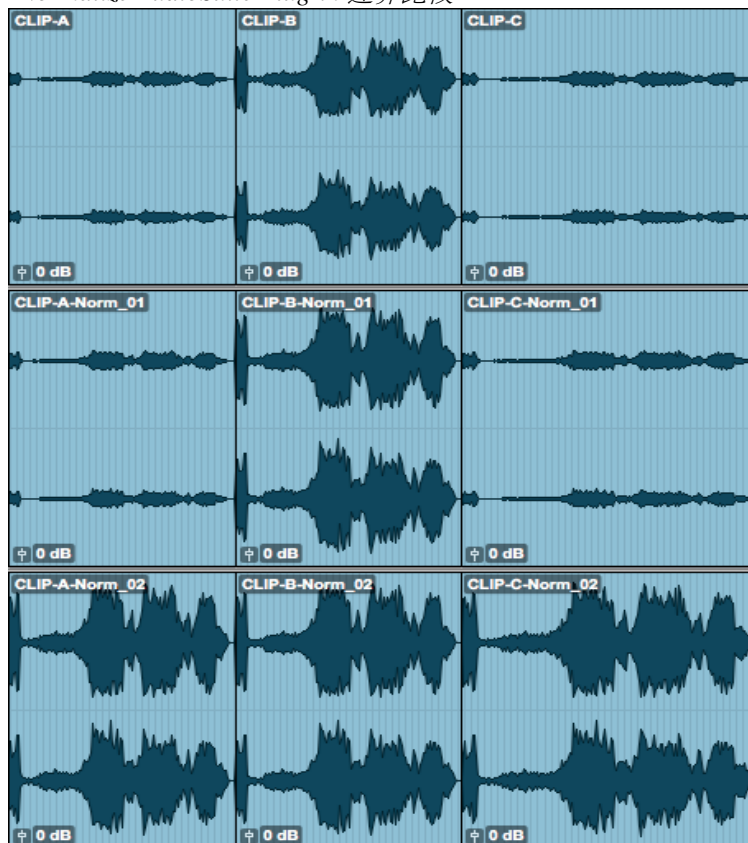 CLIP-A CLIP-B CLIP-C
0 dB 0 dB 0 dB
CLIP-A-Norm_01 CLIP-B-Norm_01 CLIP-C-Norm_01
0 dB 0 dB 0 dB
CLIP-A-Norm_02 CLIP-B-Norm_02 CLIP-C-Norm_02
0 dB 0 dB 0 dB